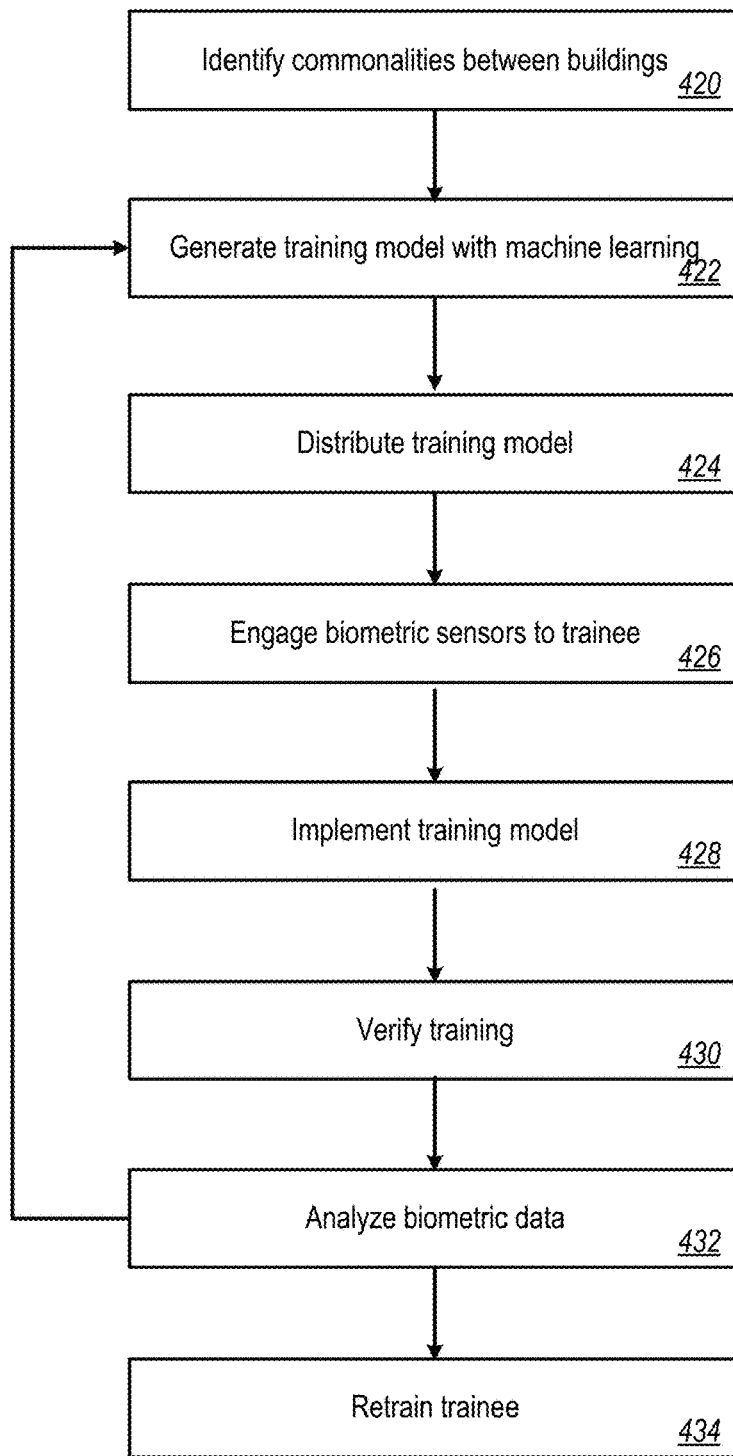 Identify commonalities between buildings
420
Generate training model with machine learning
422
Distribute training model
424
Engage biometric sensors to trainee
426
Implement training model
428
Verify training
430
Analyze biometric data
432
Retrain trainee
434